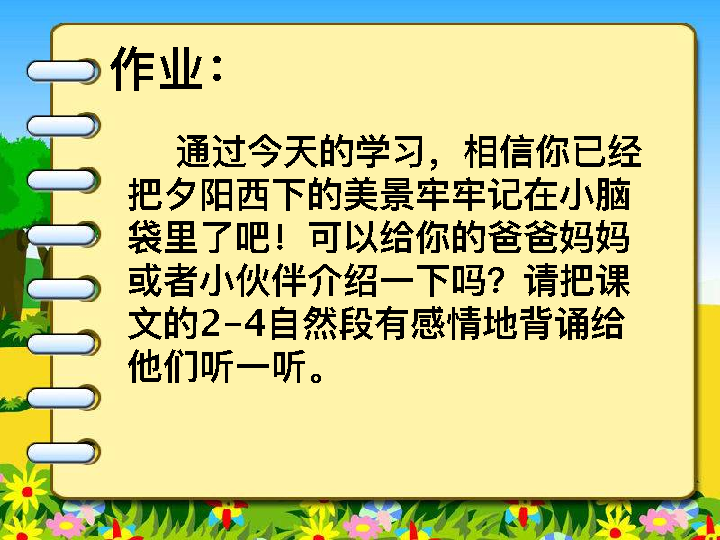 作业：
通过今天的学习，相信你已经
把夕阳西下的美景牢牢记在小脑
袋里了吧！可以给你的爸爸妈妈
或者小伙伴介绍一下吗？请把课
文的2-4自然段有感情地背诵给
他们听一听。